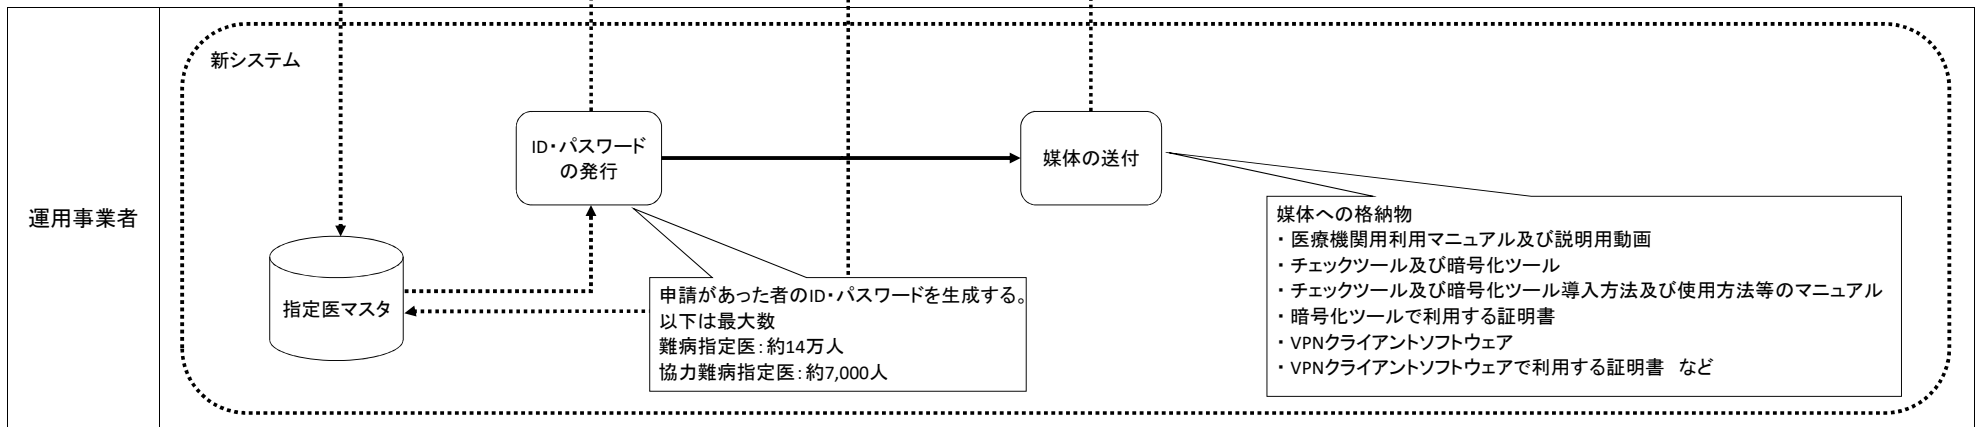 運用事業者
新システム
ID・パスワード
の発行
媒体の送付
指定医マスタ
申請があった者のID・パスワードを生成する。
以下は最大数
難病指定医：約14万人
協力難病指定医：約7,000人
媒体への格納物
・ 医療機関用利用マニュアル及び説明用動画
・ チェックツール及び暗号化ツール
・ チェックツール及び暗号化ツール導入方法及び使用方法等のマニュアル
・ 暗号化ツールで利用する証明書
・ VPNクライアントソフトウェア
・ VPNクライアントソフトウェアで利用する証明書　など